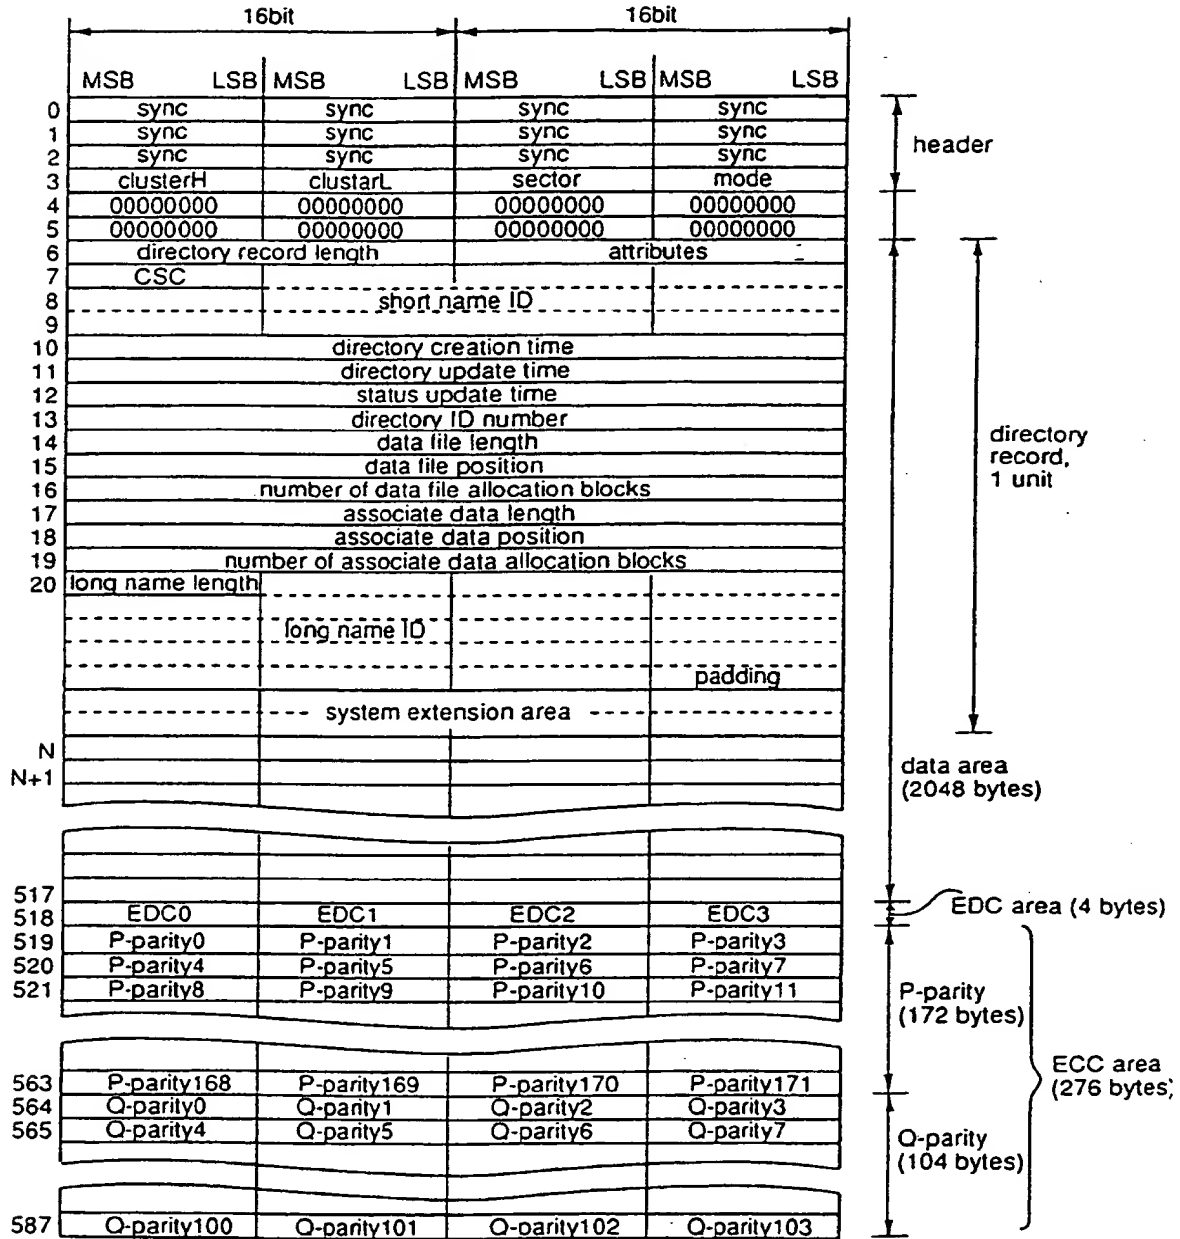 16bit 16bit
MSB LSB MSB LSB MSB LSB MSB LSB
0 sync sync sync sync
1 sync sync sync sync
2 sync sync sync sync
header
3 clusterH clustarL sector mode
4 00000000 00000000 00000000 00000000
5 00000000 00000000 00000000 00000000
6 directory record length attributes
7 CSC
8 short name ID
9
10 directory creation time
11 directory update time
12 status update time
13 directory ID number
14 data file length
15 data file position
16 number of data file allocation blocks
17 associate data length
18 associate data position
19 number of associate data allocation blocks
directory
record,
1 unit
20 long name length
long name ID
padding
system extension area
N
N+1
data area
(2048 bytes)
517
518 EDC0 EDC1 EDC2 EDC3
EDC area (4 bytes)
519 P-parity0 P-parity1 P-parity2 P-parity3
520 P-parity4 P-parity5 P-parity6 P-parity7
521 P-parity8 P-parity9 P-parity10 P-parity11
P-parity
(172 bytes)
563 P-parity168 P-parity169 P-parity170 P-parity171
ECC area
(276 bytes)
564 Q-parity0 Q-parity1 Q-parity2 Q-parity3
565 Q-parity4 Q-parity5 Q-parity6 Q-parity7
Q-parity
(104 bytes)
587 Q-parity100 Q-parity101 Q-parity102 Q-parity103